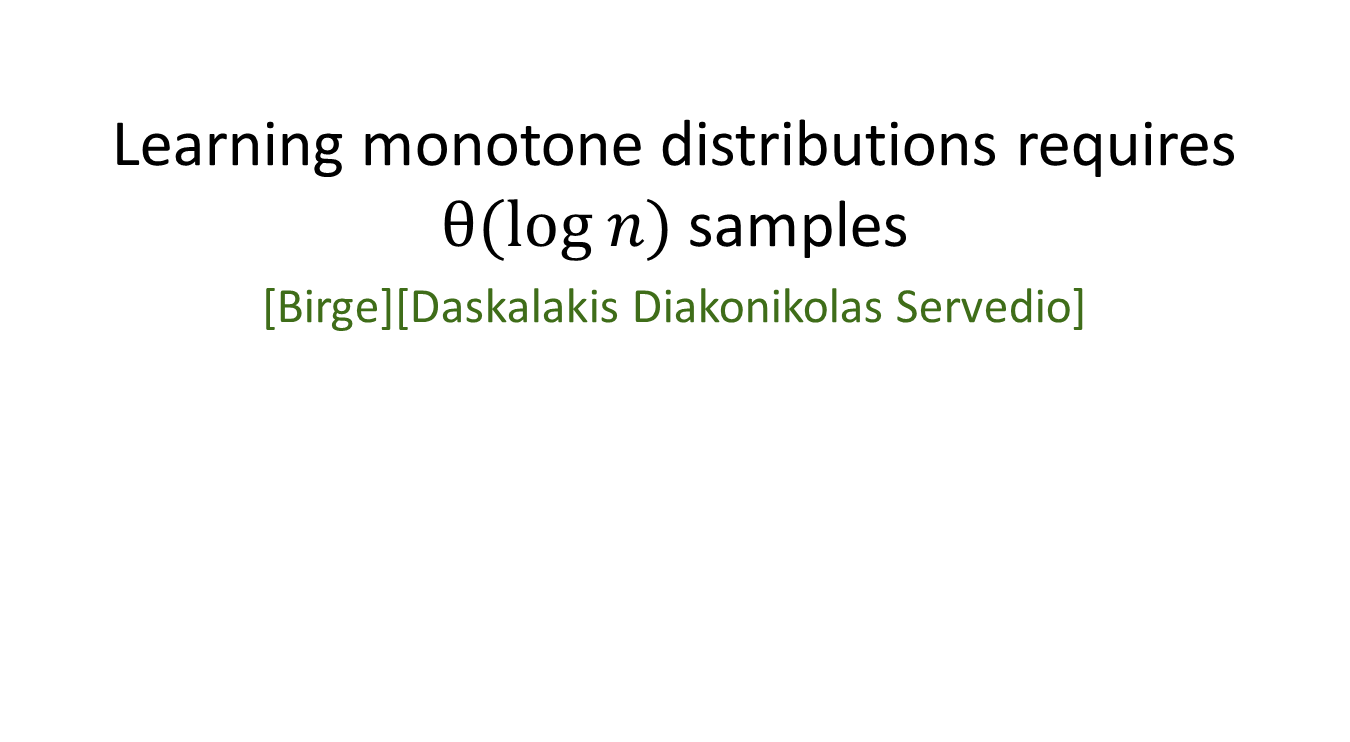 Learning monotone distributions requires
θ(log n) samples
[Birge][Daskalakis Diakonikolas Servedio]